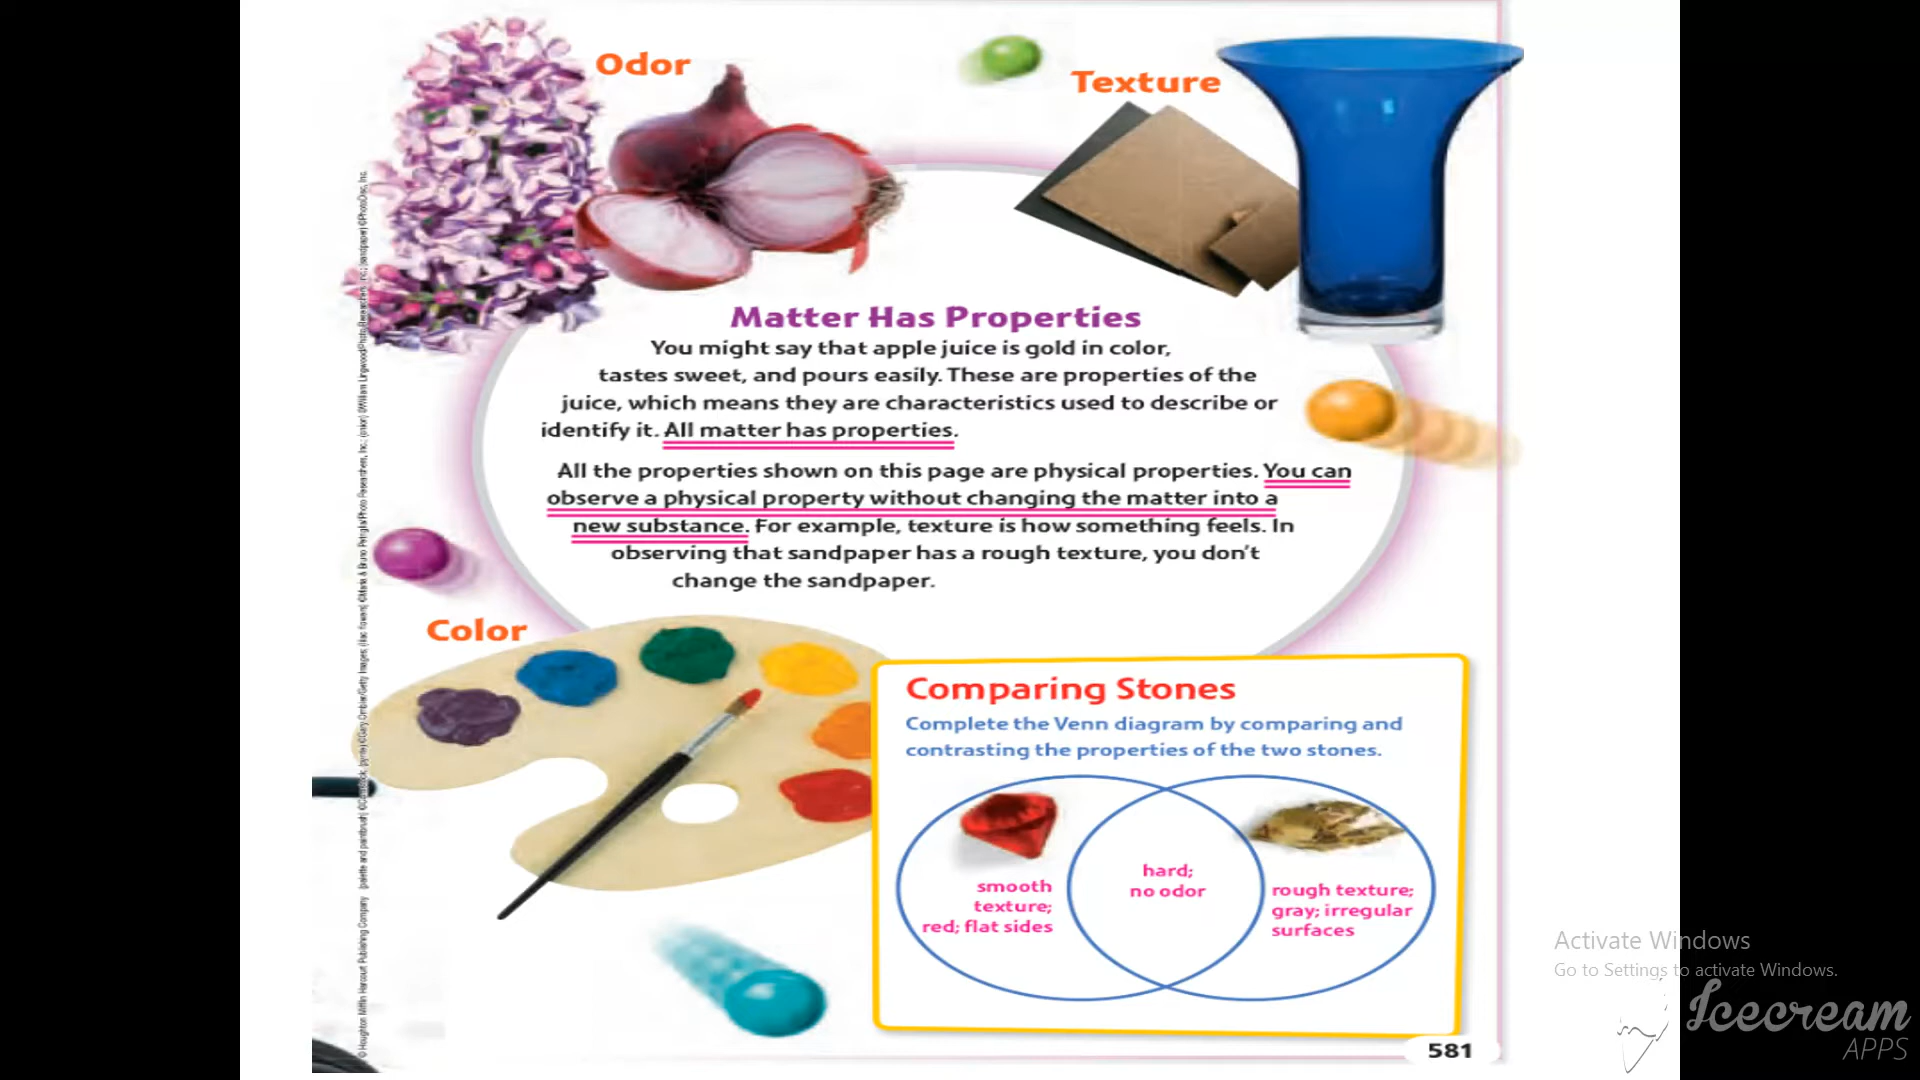 Odor
Texture
Matter Has Properties
You might say that apple juice is gold in color,
tastes sweet, and pours easily. These are properties of the
juice, which means they are characteristics used to describe or
identify it. All matter has properties.
All the properties shown on this page are physical properties. You can
observe a physical property without changing the matter into a
new substance. For example, texture is how something feels. In
observing that sandpaper has a rough texture, you don't
change the sandpaper.
Color
Comparing Stones
Complete the Venn diagram by comparing and
contrasting the properties of the two stones.
smooth
texture;
red; flat sides
hard;
no odor
rough texture;
gray; irregular
surfaces
581
© Houghton Mifflin Harcourt Publishing Company
Activate Windows
Go to Settings to activate Windows.
Icecream
APPS